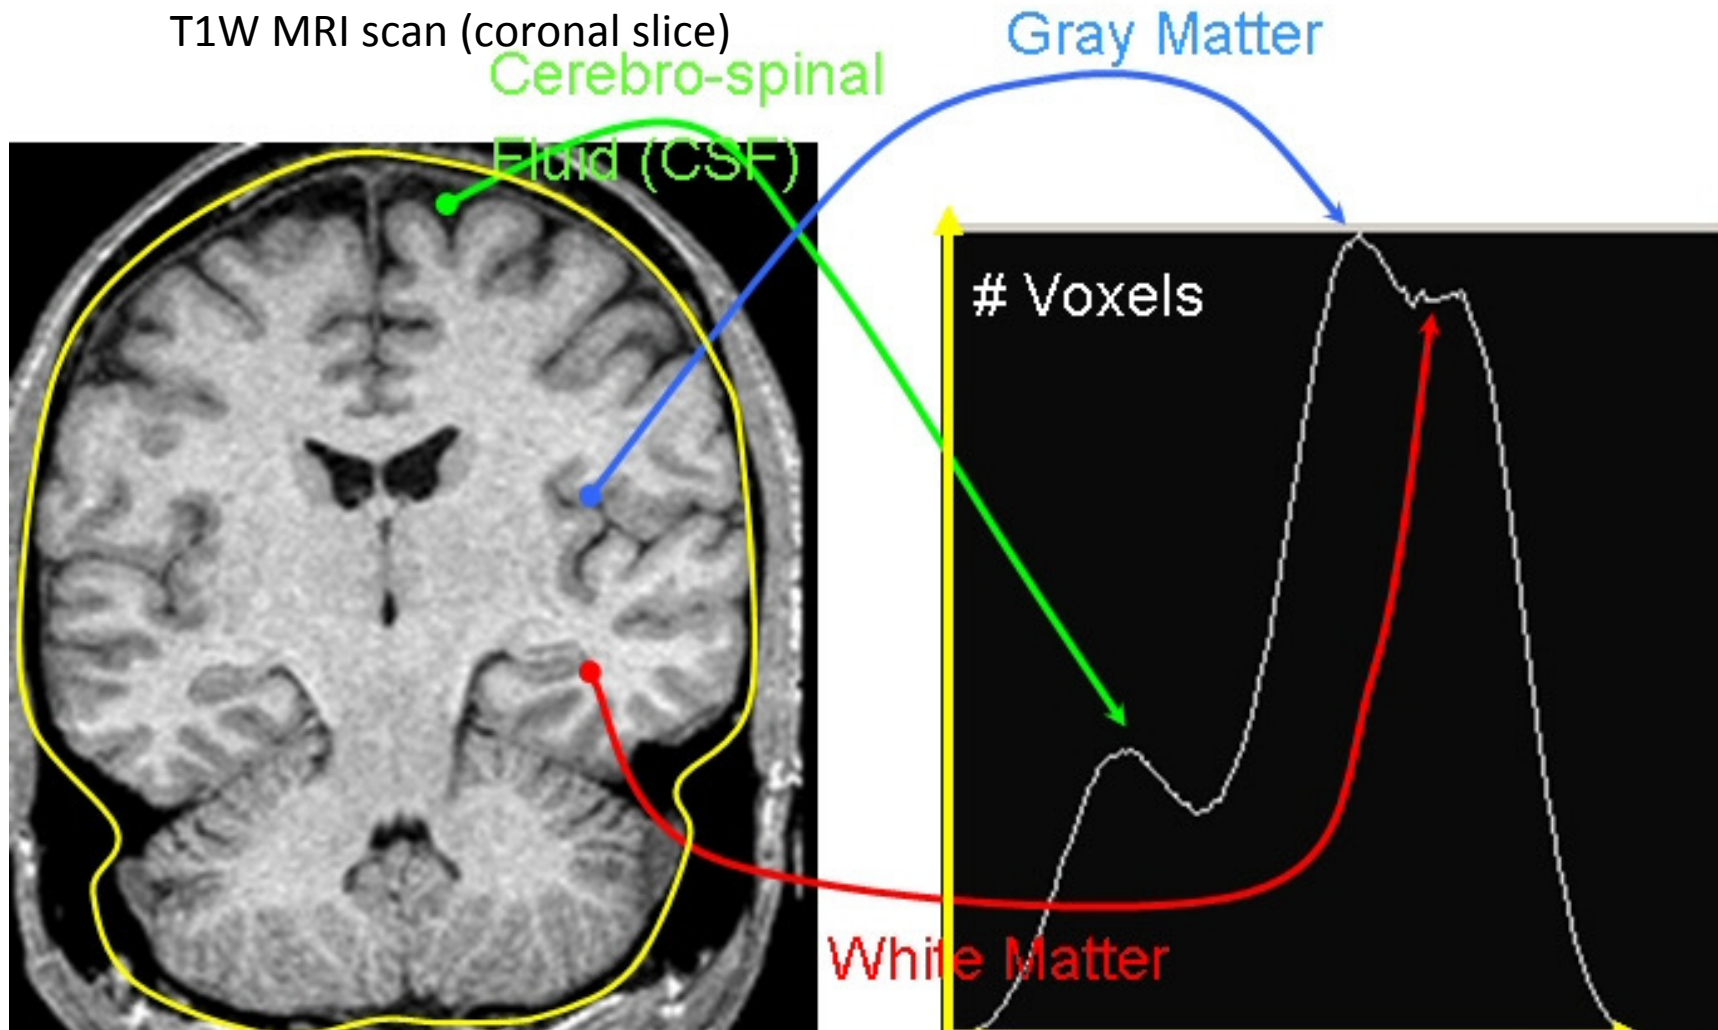 T1W MRI scan (coronal slice)
Gray Matter
Cerebro-spinal
Fluid (CSF)
# Voxels
White Matter